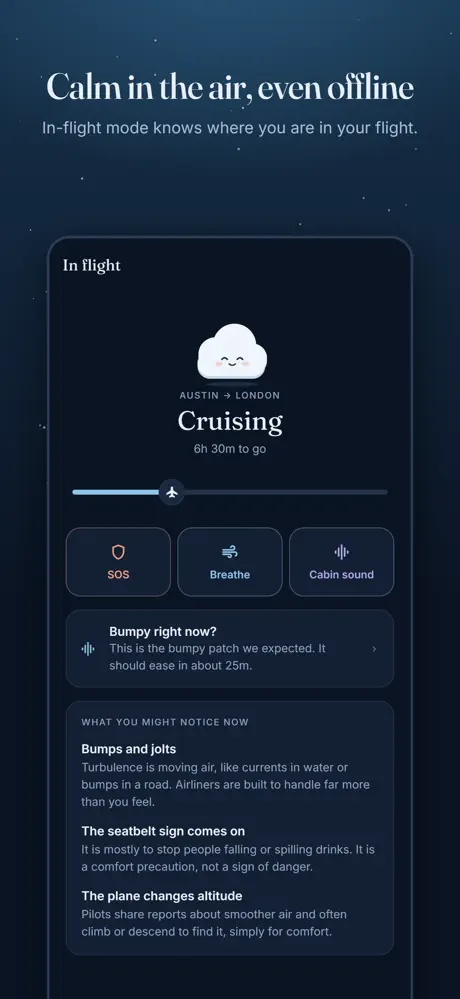 Calm in the air, even offline
In-flight mode knows where you are in your flight.
In flight
AUSTIN → LONDON
Cruising
6h 30m to go
SOS
Breathe
Cabin sound
Bumpy right now?
This is the bumpy patch we expected. It
should ease in about 25m.
WHAT YOU MIGHT NOTICE NOW
Bumps and jolts
Turbulence is moving air, like currents in water or
bumps in a road. Airliners are built to handle far more
than you feel.
The seatbelt sign comes on
It is mostly to stop people falling or spilling drinks. It is
a comfort precaution, not a sign of danger.
The plane changes altitude
Pilots share reports about smoother air and often
climb or descend to find it, simply for comfort.